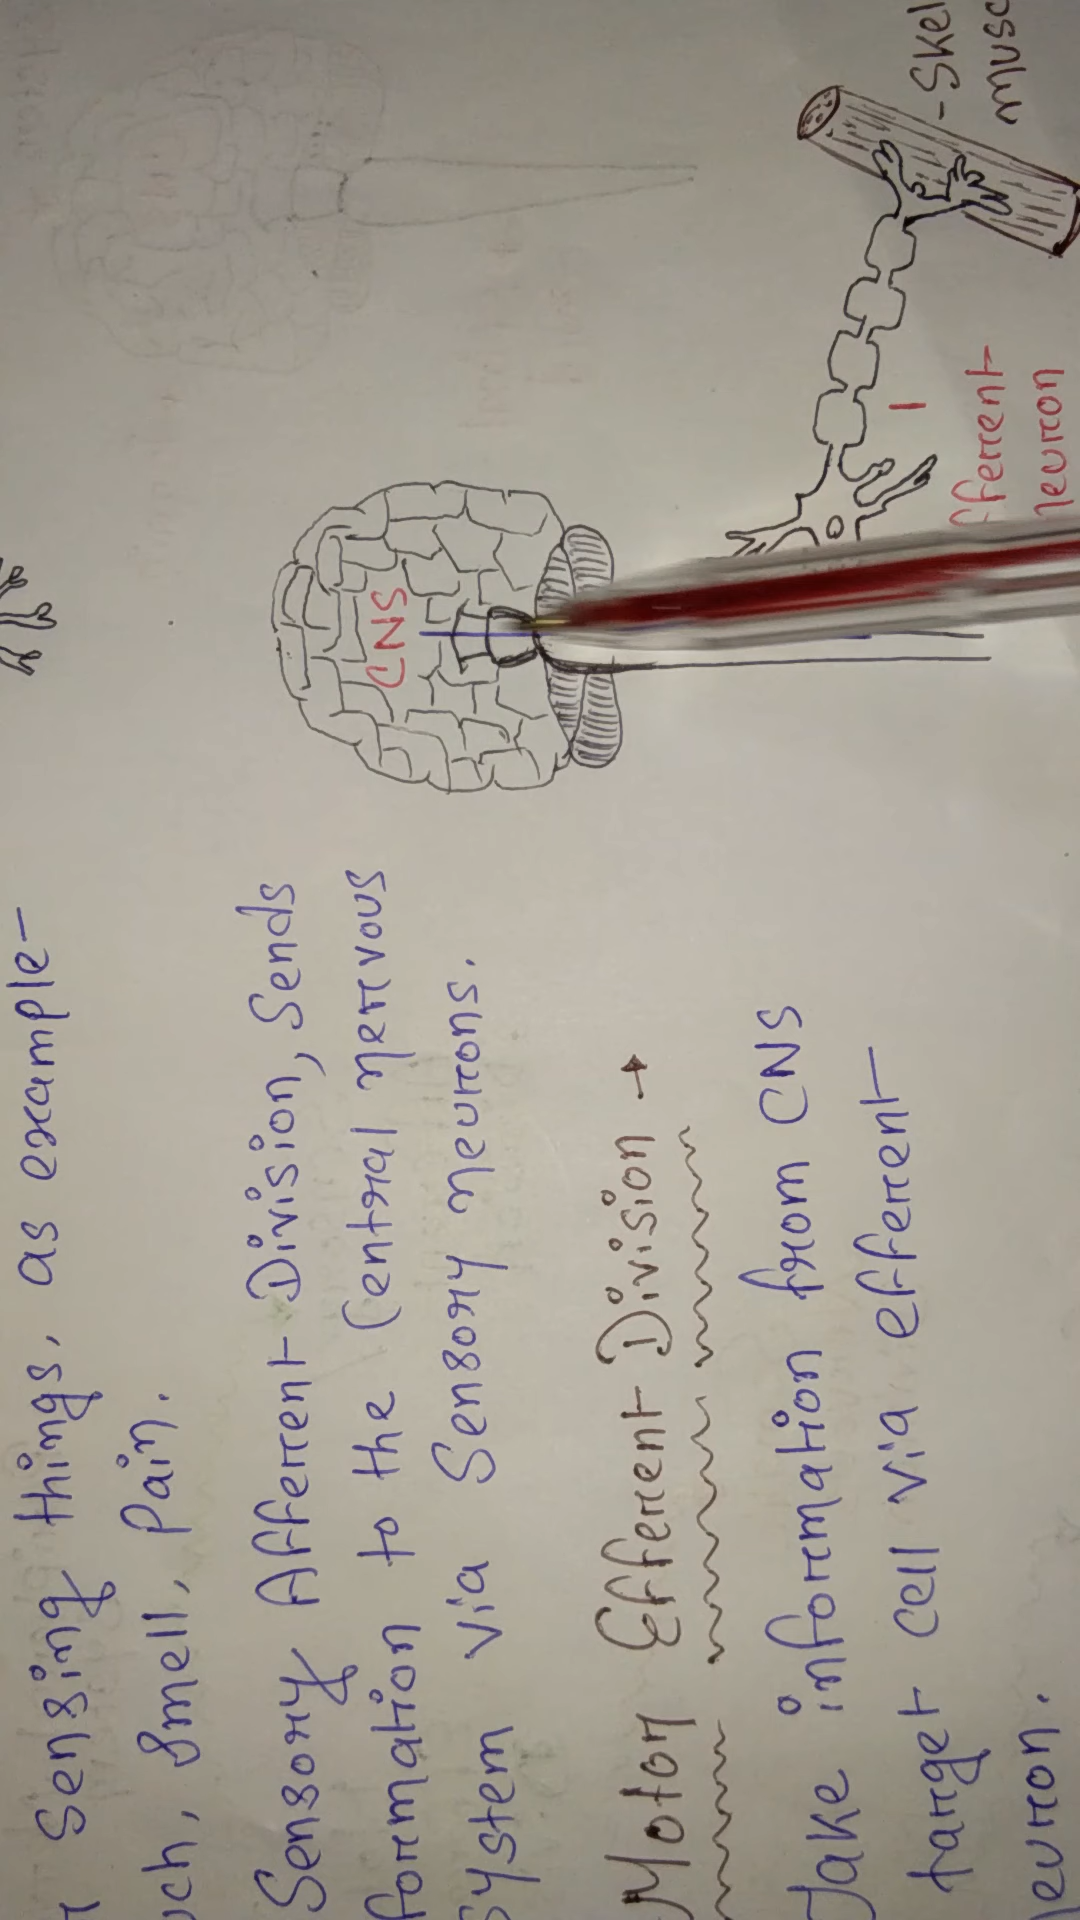 Sensing things, as example-
uch, Smell, Pain.
Sensory Afferent Division, Sends
formation to the Central nervous
system via Sensory neurons.
Motor Efferent Division →
Take information from CNS
target cell via efferent
neuron.
CNS
fferent
neuron
-Skel
musc